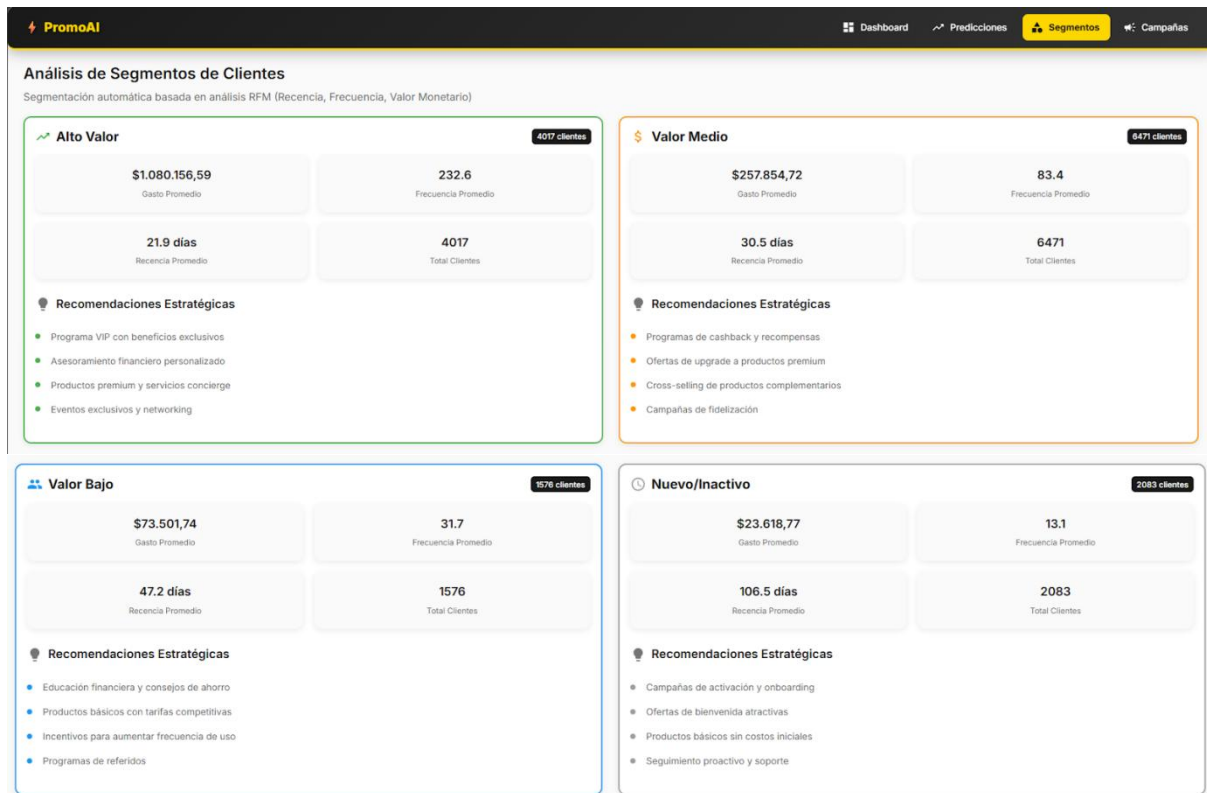 PromoAI
Dashboard
Predicciones
Segmentos
Campañas
Análisis de Segmentos de Clientes
Segmentación automática basada en análisis RFM (Recencia, Frecuencia, Valor Monetario)
Alto Valor
4017 clientes
$1.080.156,59
Gasto Promedio
232.6
Frecuencia Promedio
21.9 días
Recencia Promedio
4017
Total Clientes
Recomendaciones Estratégicas
Programa VIP con beneficios exclusivos
Asesoramiento financiero personalizado
Productos premium y servicios concierge
Eventos exclusivos y networking
$ Valor Medio
6471 clientes
$257.854,72
Gasto Promedio
83.4
Frecuencia Promedio
30.5 días
Recencia Promedio
6471
Total Clientes
Recomendaciones Estratégicas
Programas de cashback y recompensas
Ofertas de upgrade a productos premium
Cross-selling de productos complementarios
Campañas de fidelización
Valor Bajo
1576 clientes
$73.501,74
Gasto Promedio
31.7
Frecuencia Promedio
47.2 días
Recencia Promedio
1576
Total Clientes
Recomendaciones Estratégicas
Educación financiera y consejos de ahorro
Productos básicos con tarifas competitivas
Incentivos para aumentar frecuencia de uso
Programas de referidos
Nuevo/Inactivo
2083 clientes
$23.618,77
Gasto Promedio
13.1
Frecuencia Promedio
106.5 días
Recencia Promedio
2083
Total Clientes
Recomendaciones Estratégicas
Campañas de activación y onboarding
Ofertas de bienvenida atractivas
Productos básicos sin costos iniciales
Seguimiento proactivo y soporte